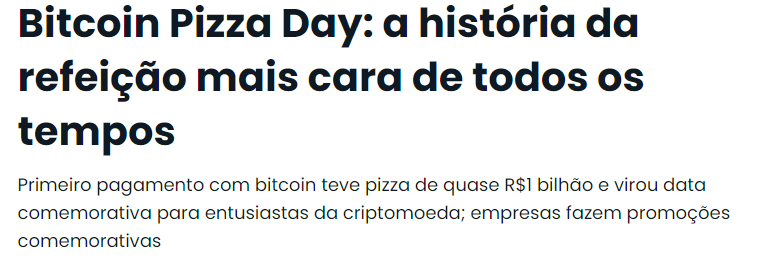 Bitcoin Pizza Day: a história da
refeição mais cara de todos os
tempos
Primeiro pagamento com bitcoin teve pizza de quase R$1 bilhão e virou data
comemorativa para entusiastas da criptomoeda; empresas fazem promoções
comemorativas